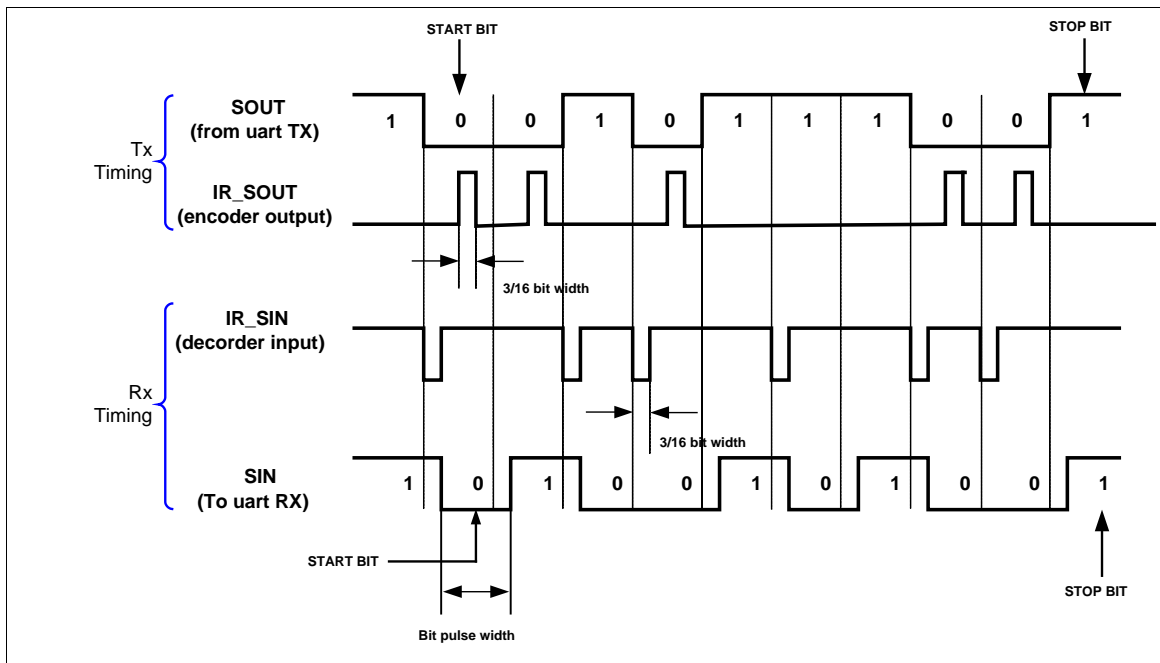 START BIT
STOP BIT
SOUT
(from uart TX)
1 0 0 1 0 1 1 1 0 0 1
Tx
Timing
IR_SOUT
(encoder output)
3/16 bit width
IR_SIN
(decorder input)
Rx
Timing
3/16 bit width
SIN
(To uart RX)
1 0 1 0 0 1 0 1 0 0 1
START BIT
STOP BIT
Bit pulse width